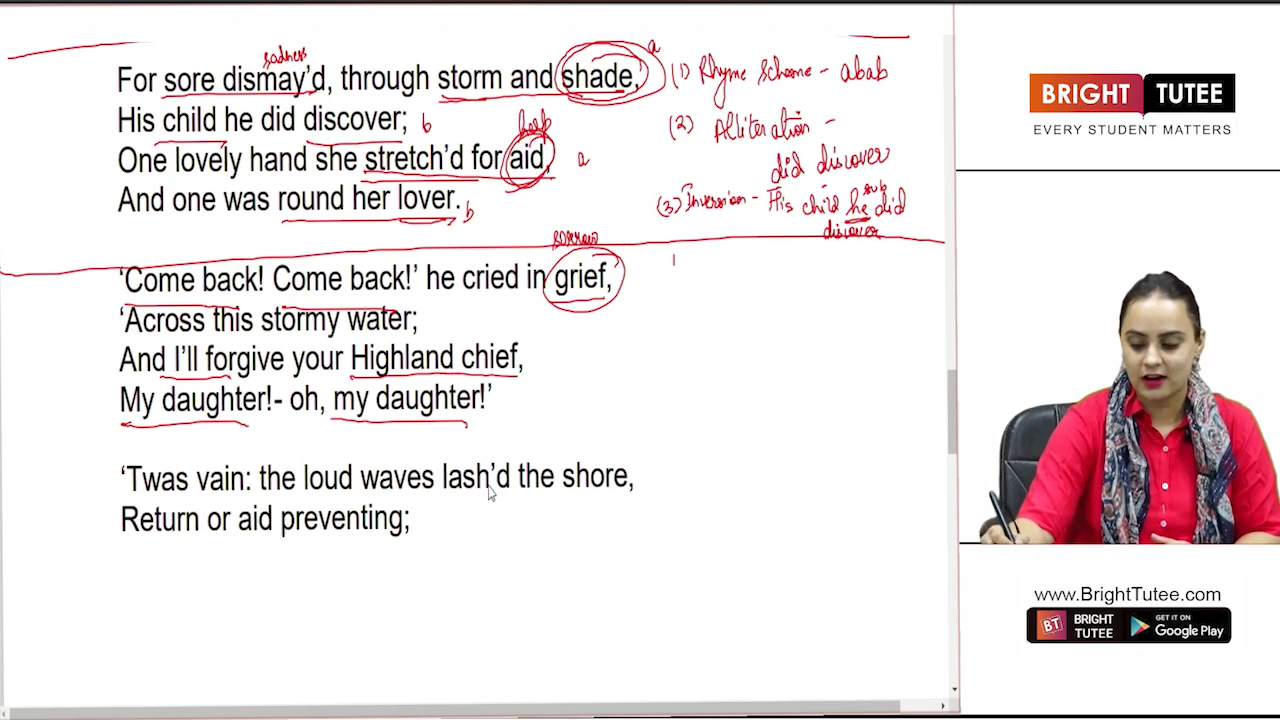 sadness
For sore dismay’d, through storm and shade, a
His child he did discover; b
help
One lovely hand she stretch’d for aid, a
And one was round her lover. b
(1) Rhyme Scheme - abab
(2) Alliteration -
did discover
(3) Inversion - His child he did
sub
discover
sorrow
‘Come back! Come back!’ he cried in grief,
‘Across this stormy water;
And I’ll forgive your Highland chief,
My daughter!- oh, my daughter!’
‘Twas vain: the loud waves lash’d the shore,
Return or aid preventing;
BRIGHT TUTEE
EVERY STUDENT MATTERS
www.BrightTutee.com
BT BRIGHT TUTEE
GET IT ON
Google Play